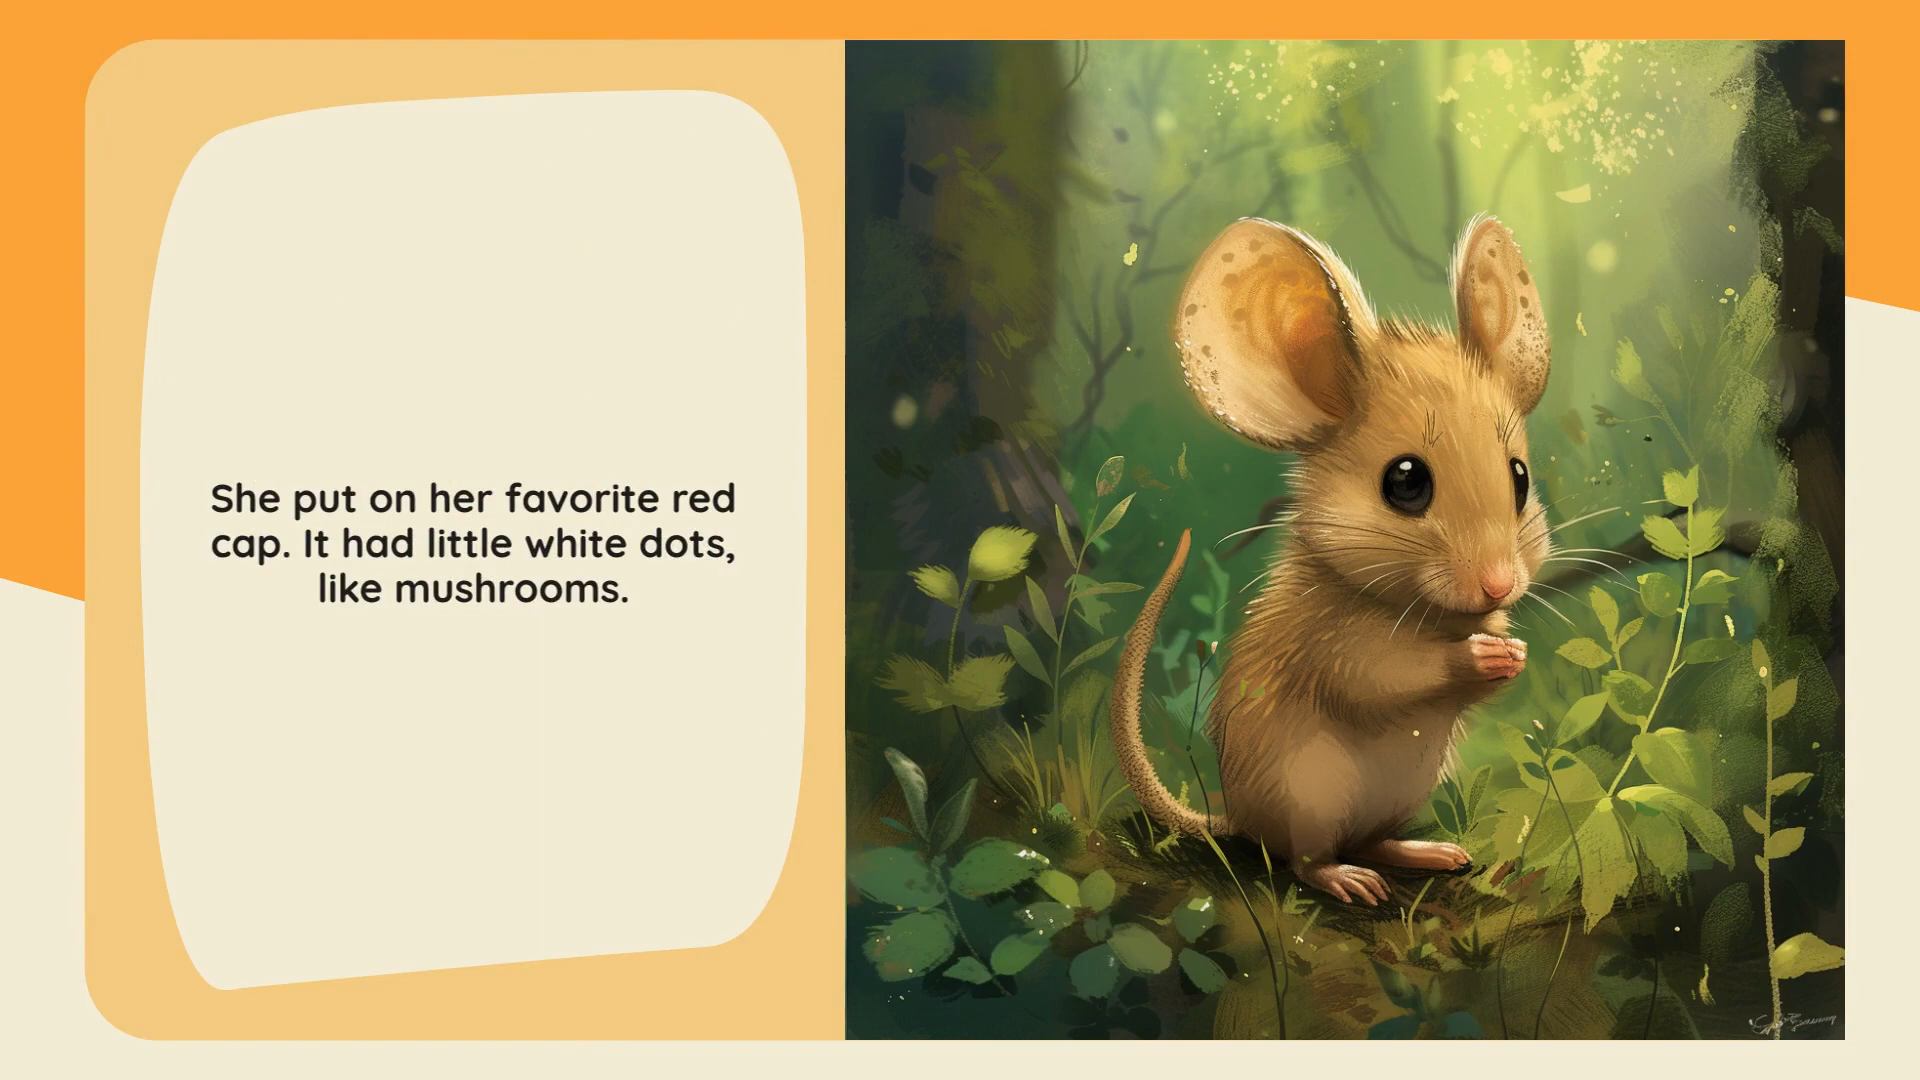 She put on her favorite red
cap. It had little white dots,
like mushrooms.